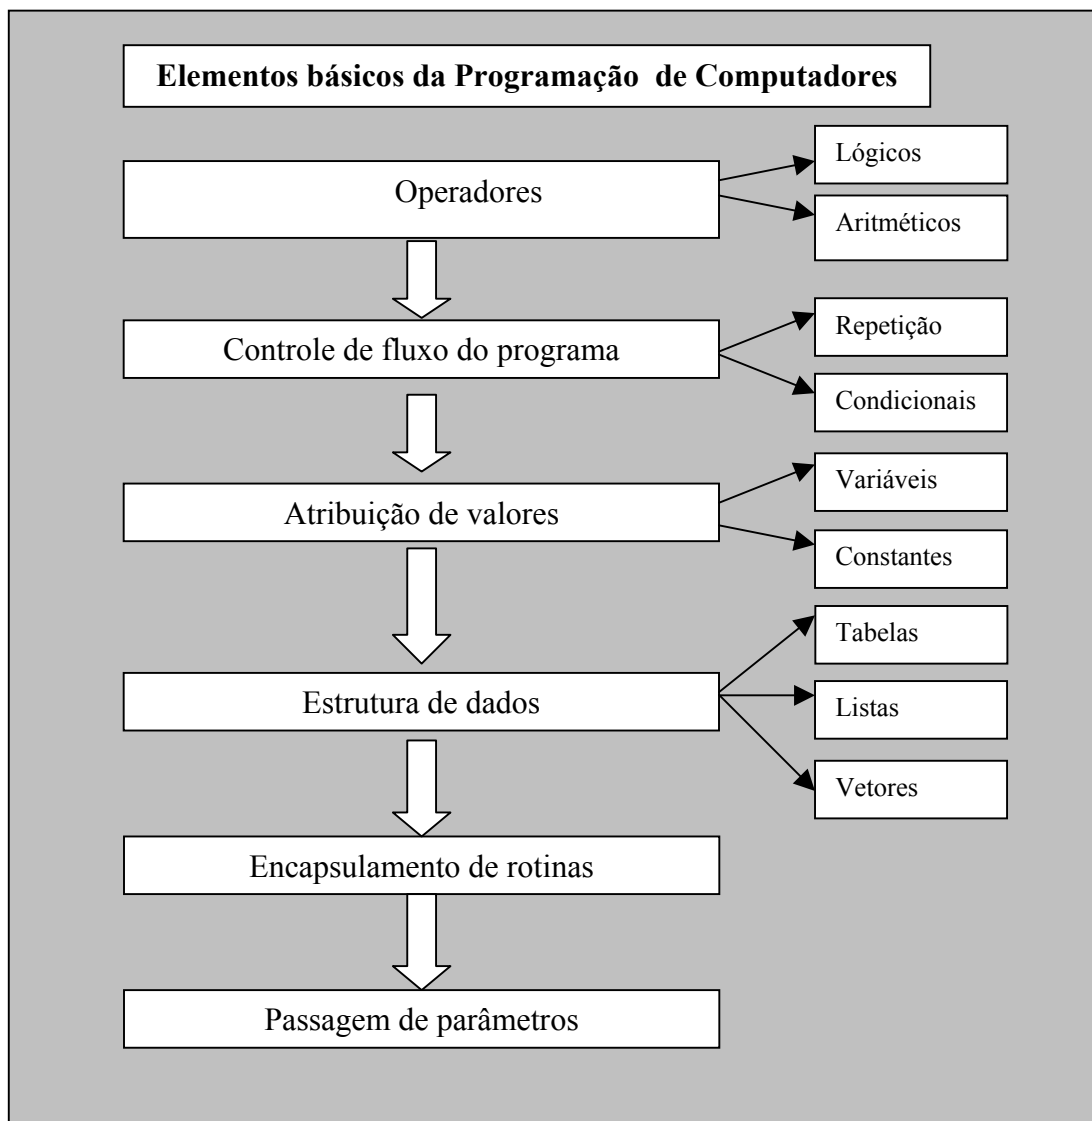 Elementos básicos da Programação de Computadores
Operadores
Lógicos
Aritméticos
Controle de fluxo do programa
Repetição
Condicionais
Atribuição de valores
Variáveis
Constantes
Estrutura de dados
Tabelas
Listas
Vetores
Encapsulamento de rotinas
Passagem de parâmetros